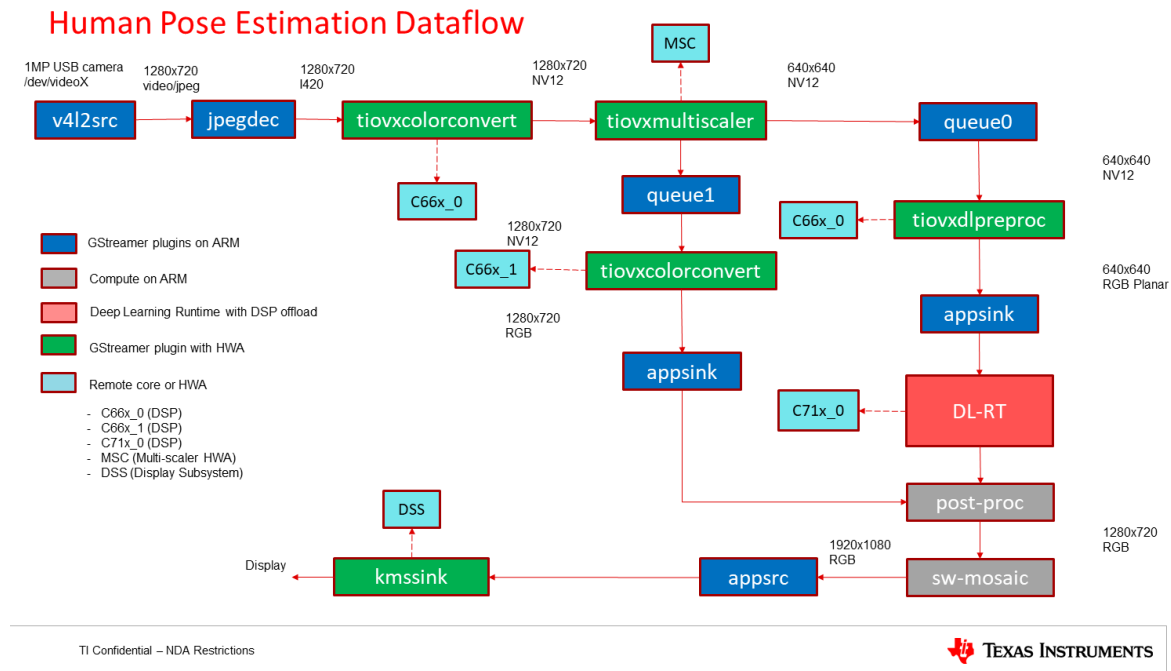 Human Pose Estimation Dataflow
MSC
1MP USB camera
/dev/videoX
1280x720
video/jpeg
1280x720
I420
1280x720
NV12
640x640
NV12
v4l2src
jpegdec
tiovxcolorconvert
tiovxmultiscaler
queue0
640x640
NV12
C66x_0
queue1
C66x_0
tiovxdlpreproc
1280x720
NV12
GStreamer plugins on ARM
C66x_1
tiovxcolorconvert
640x640
RGB Planar
Compute on ARM
Deep Learning Runtime with DSP offload
1280x720
RGB
appsink
GStreamer plugin with HWA
appsink
Remote core or HWA
- C66x_0 (DSP)
- C66x_1 (DSP)
- C71x_0 (DSP)
- MSC (Multi-scaler HWA)
- DSS (Display Subsystem)
C71x_0
DL-RT
DSS
post-proc
1280x720
RGB
1920x1080
RGB
Display
kmssink
appsrc
sw-mosaic
TI Confidential – NDA Restrictions
TEXAS INSTRUMENTS